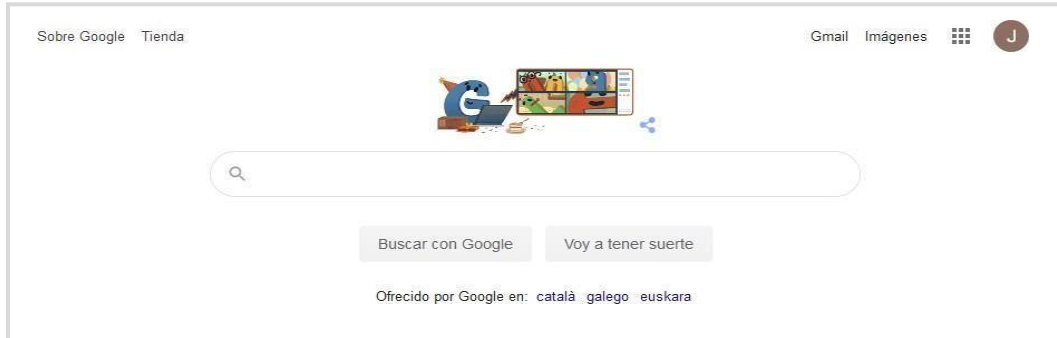 Sobre Google Tienda Gmail Imágenes J
Buscar con Google Voy a tener suerte
Ofrecido por Google en: català galego euskara